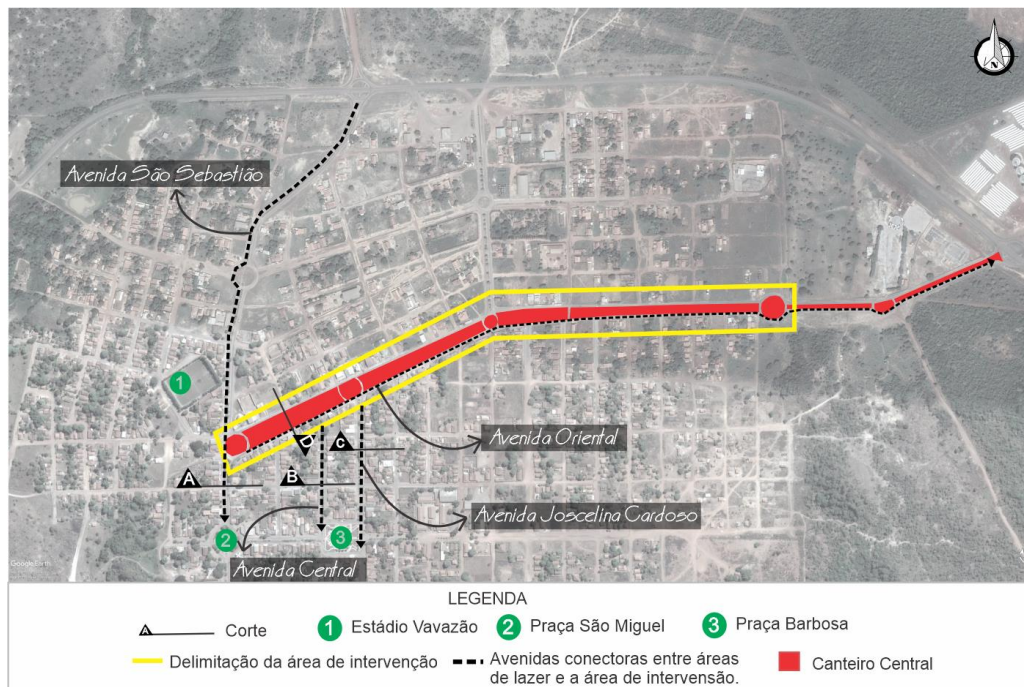 N
Avenida São Sebastião
1
Avenida Oriental
D
C
A
B
Avenida Joscelina Cardoso
2
3
Avenida Central
Google Earth
LEGENDA
A Corte
1 Estádio Vavazão
2 Praça São Miguel
3 Praça Barbosa
Delimitação da área de intervenção
Avenidas conectoras entre áreas
de lazer e a área de intervensão.
Canteiro Central